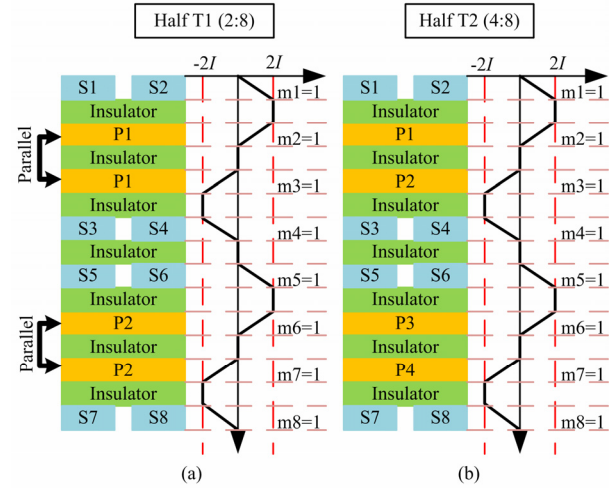 Half T1 (2:8)
-2I 2I
S1 S2 m1=1
Insulator
P1 m2=1
Insulator
P1 m3=1
Insulator
S3 S4 m4=1
Insulator
S5 S6 m5=1
Insulator
P2 m6=1
Insulator
P2 m7=1
Insulator
S7 S8 m8=1
Parallel
Parallel
(a)
Half T2 (4:8)
-2I 2I
S1 S2 m1=1
Insulator
P1 m2=1
Insulator
P2 m3=1
Insulator
S3 S4 m4=1
Insulator
S5 S6 m5=1
Insulator
P3 m6=1
Insulator
P4 m7=1
Insulator
S7 S8 m8=1
(b)